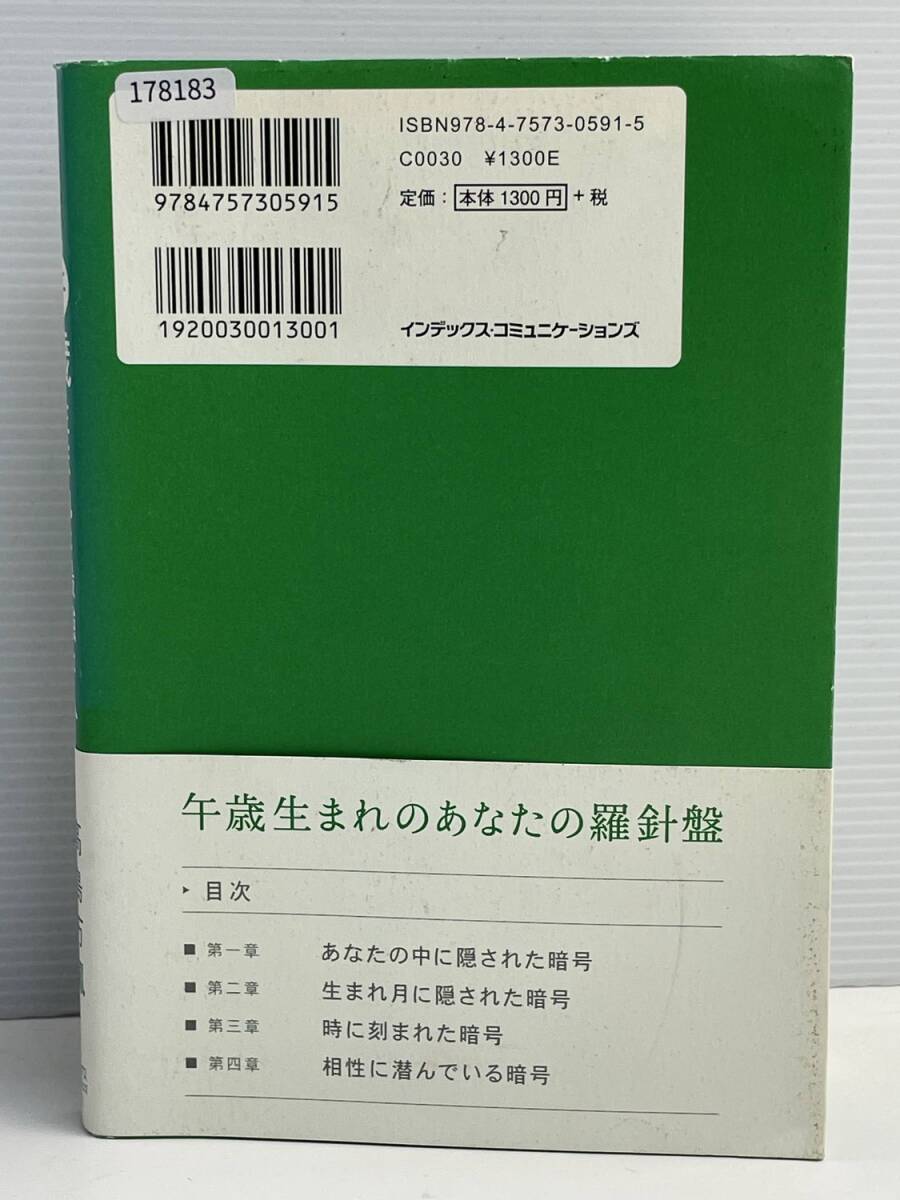 178183
ISBN978-4-7573-0591-5
C0030 ¥1300E
定価：本体1300円+税
9784757305915
1920030013001
インデックス・コミュニケーションズ
午歳生まれのあなたの羅針盤
▸ 目次
■ 第一章 あなたの中に隠された暗号
■ 第二章 生まれ月に隠された暗号
■ 第三章 時に刻まれた暗号
■ 第四章 相性に潜んでいる暗号